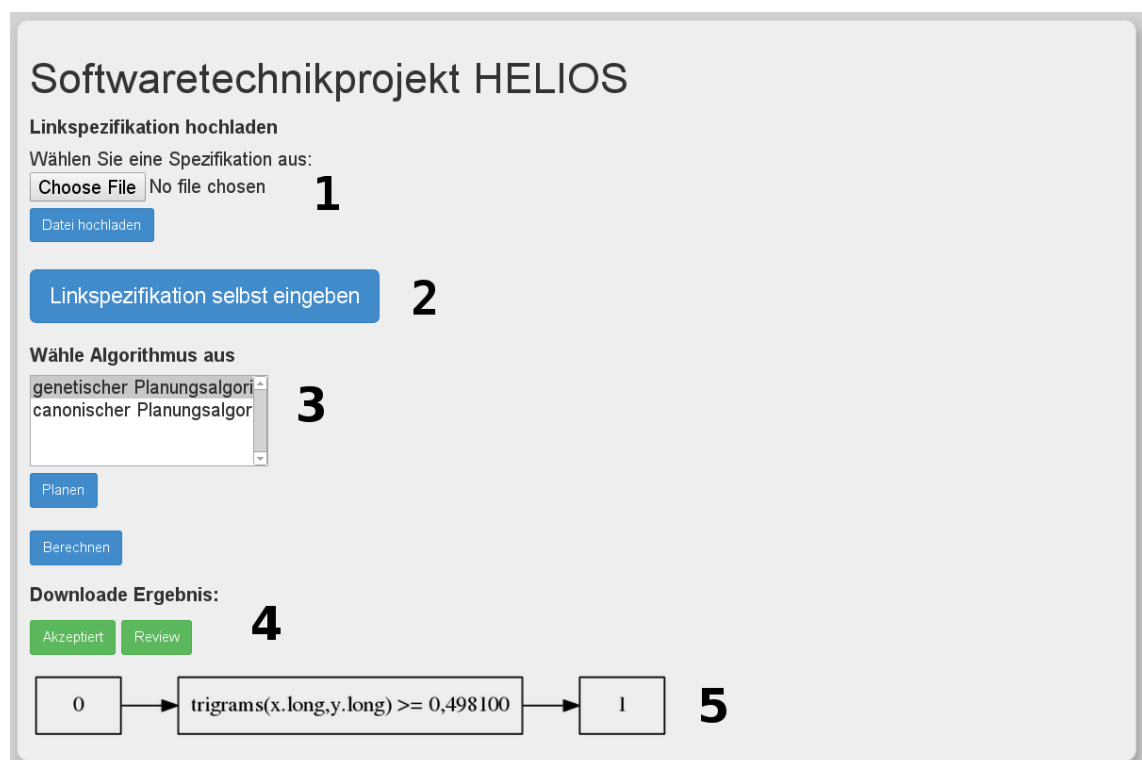 Softwaretechnikprojekt HELIOS
Linkspezifikation hochladen
Wählen Sie eine Spezifikation aus:
Choose File No file chosen
1
Datei hochladen
Linkspezifikation selbst eingeben
2
Wähle Algorithmus aus
genetischer Planungsalgori
canonischer Planungsalgor
3
Planen
Berechnen
Downloade Ergebnis:
4
Akzeptiert Review
0 trigrams(x.long,y.long) >= 0,498100 1 5